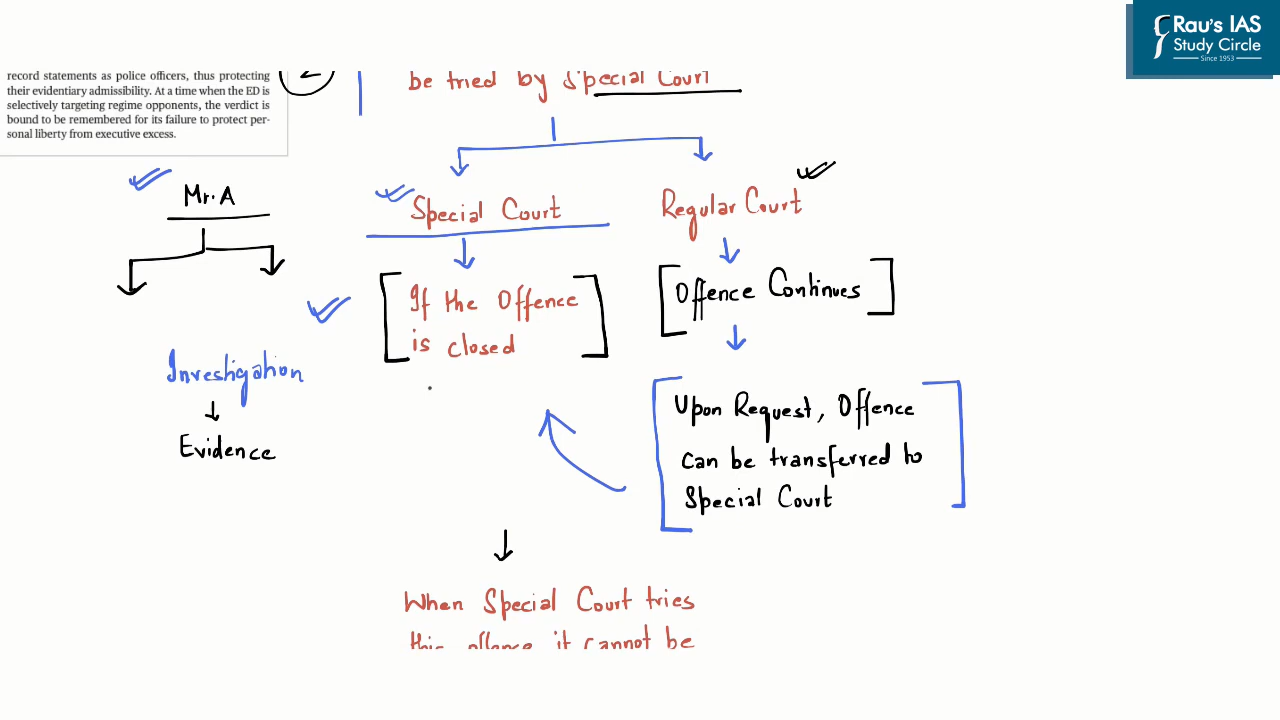 Rau's IAS
Study Circle
Since 1953
record statements as police officers, thus protecting
their evidentiary admissibility. At a time when the ED is
selectively targeting regime opponents, the verdict is
bound to be remembered for its failure to protect per-
sonal liberty from executive excess.
2
be tried by Special Court
Mr. A
Special Court
Regular Court
If the Offence
is closed
Offence Continues
Investigation
Evidence
Upon Request, Offence
can be transferred to
Special Court
When Special Court tries
this offence it cannot be